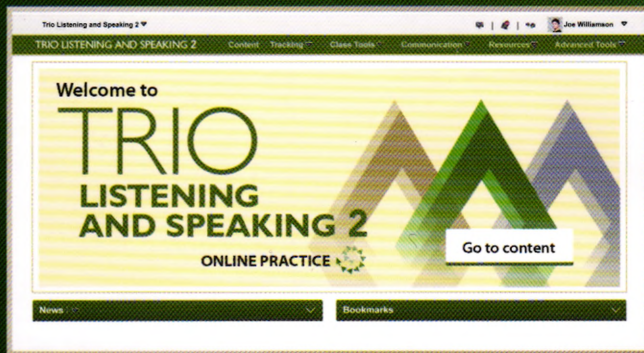 Trio Listening and Speaking 2
Joe Williamson
TRIO LISTENING AND SPEAKING 2 Content Tracking Class Tools Communication Resources Advanced Tools
Welcome to
TRIO
LISTENING
AND SPEAKING 2
ONLINE PRACTICE
Go to content
News
Bookmarks